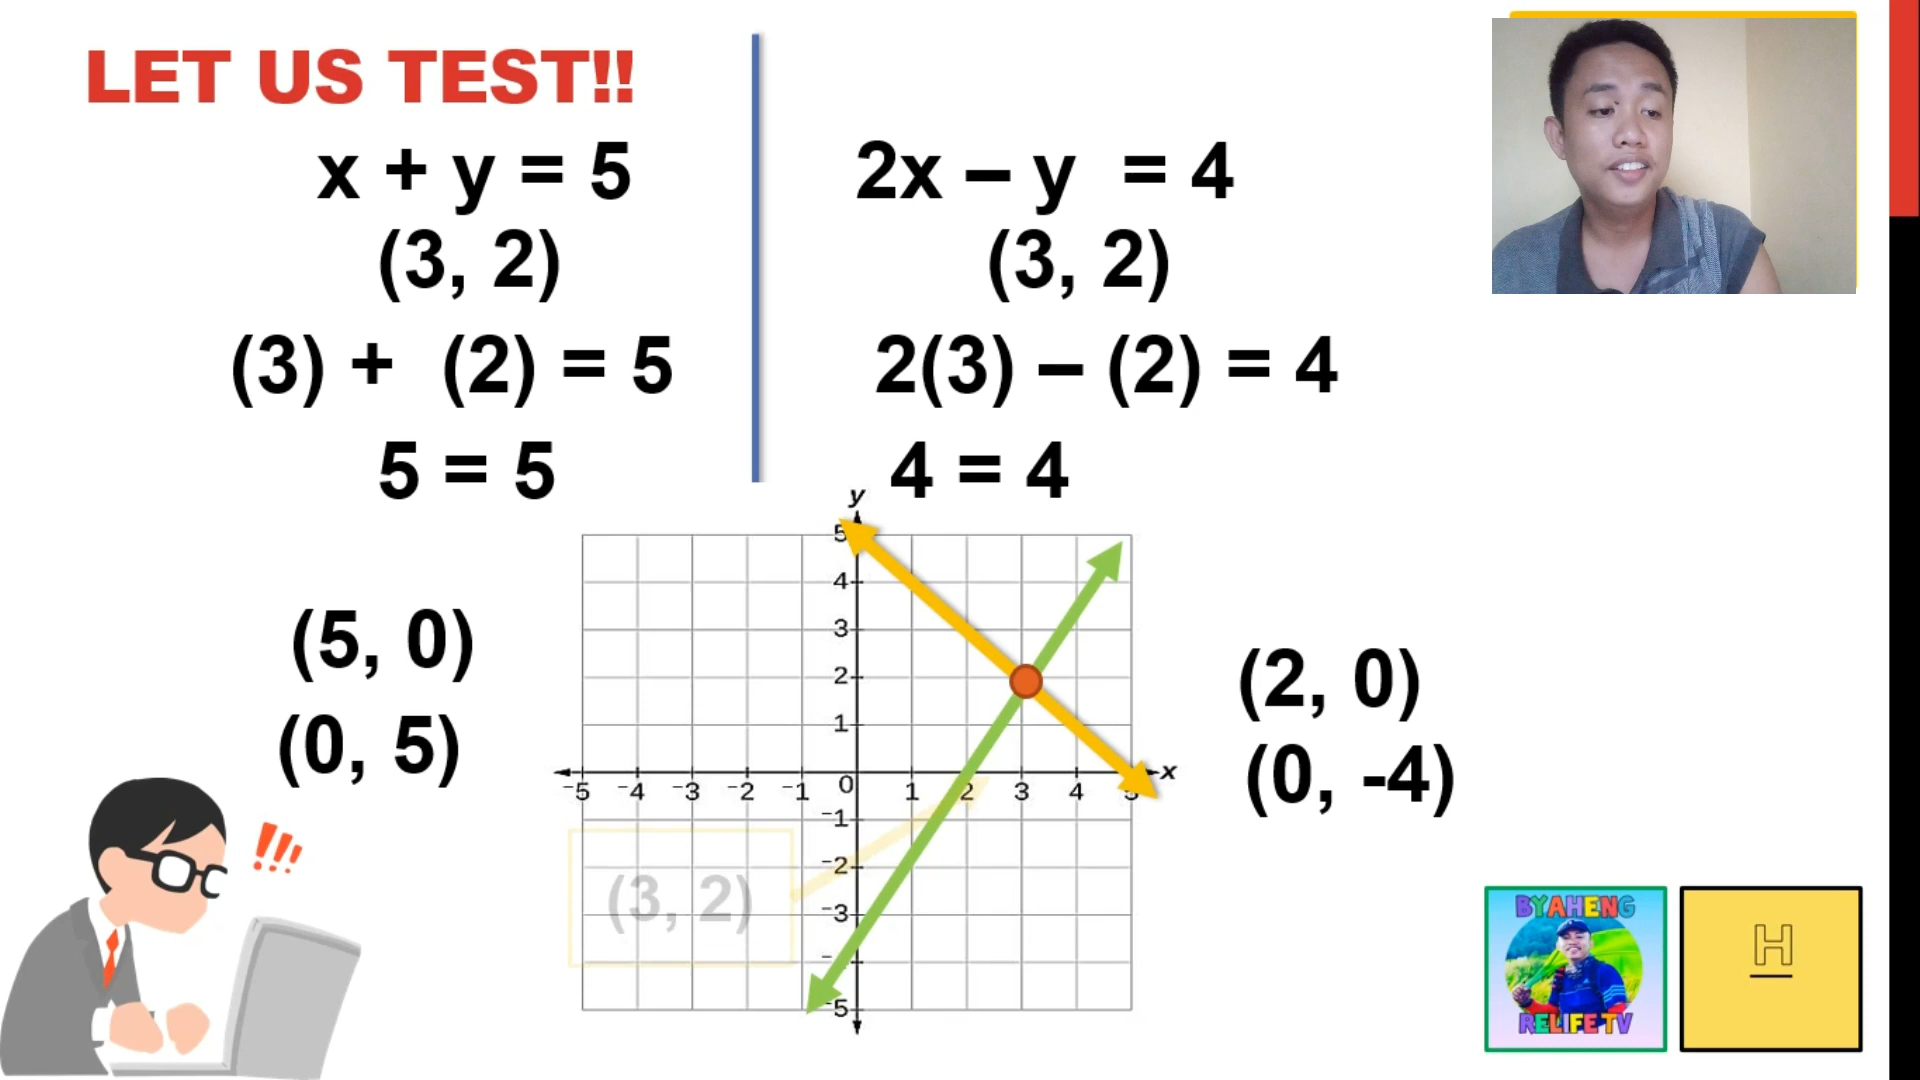 LET US TEST!!
x + y = 5
(3, 2)
(3) + (2) = 5
5 = 5
2x – y = 4
(3, 2)
2(3) – (2) = 4
4 = 4
(5, 0)
(0, 5)
y
5
4
3
2
1
x
-5 -4 -3 -2 -1 0 1 2 3 4 5
-1
-2
-3
-
-5
(3, 2)
(2, 0)
(0, -4)
!!!
BYAHENG
RELIFE TV
H